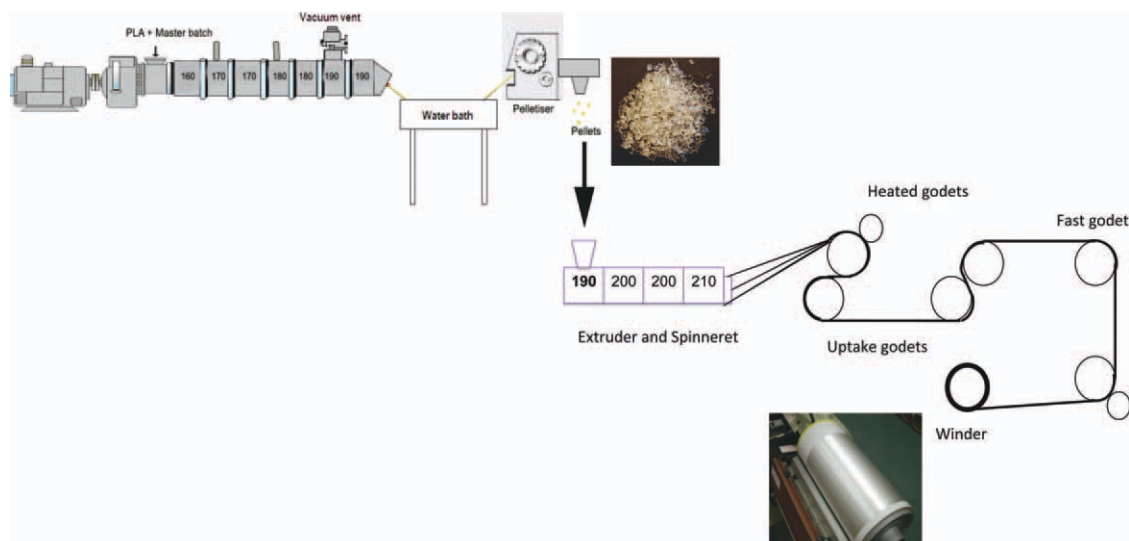 Vacuum vent
PLA + Master batch
160 170 170 180 180 190 190
Water bath
Pelletiser
Pellets
Heated godets
Fast godet
190 200 200 210
Extruder and Spinneret
Uptake godets
Winder